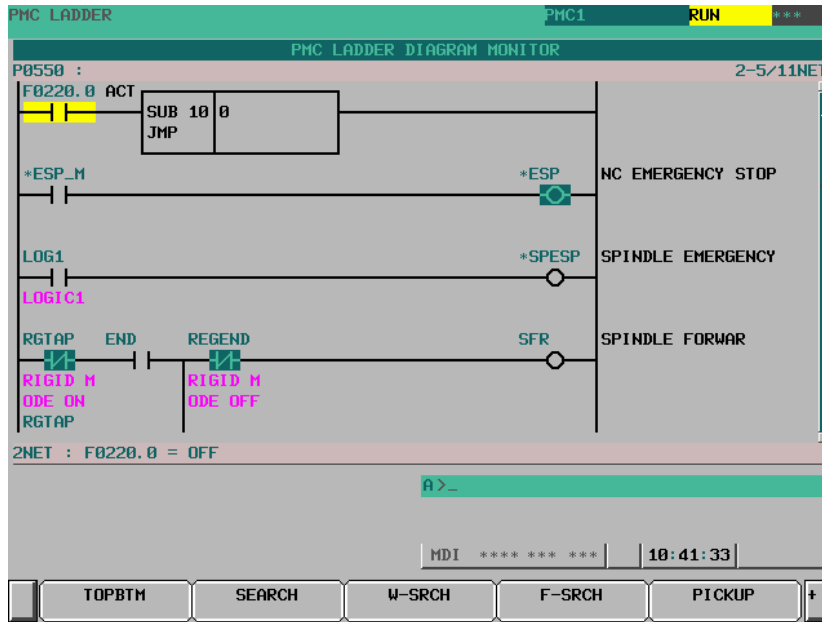 PMC LADDER PMC1 RUN ***
PMC LADDER DIAGRAM MONITOR
P0550 : 2-5/11NET
F0220.0 ACT
SUB 10 0
JMP
*ESP_M *ESP NC EMERGENCY STOP
LOG1 *SPESP SPINDLE EMERGENCY
LOGIC1
RGTAP END REGEND SFR SPINDLE FORWAR
RIGID M RIGID M
ODE ON ODE OFF
RGTAP
2NET : F0220.0 = OFF
A>_
MDI **** *** *** 10:41:33
TOPBTM SEARCH W-SRCH F-SRCH PICKUP +